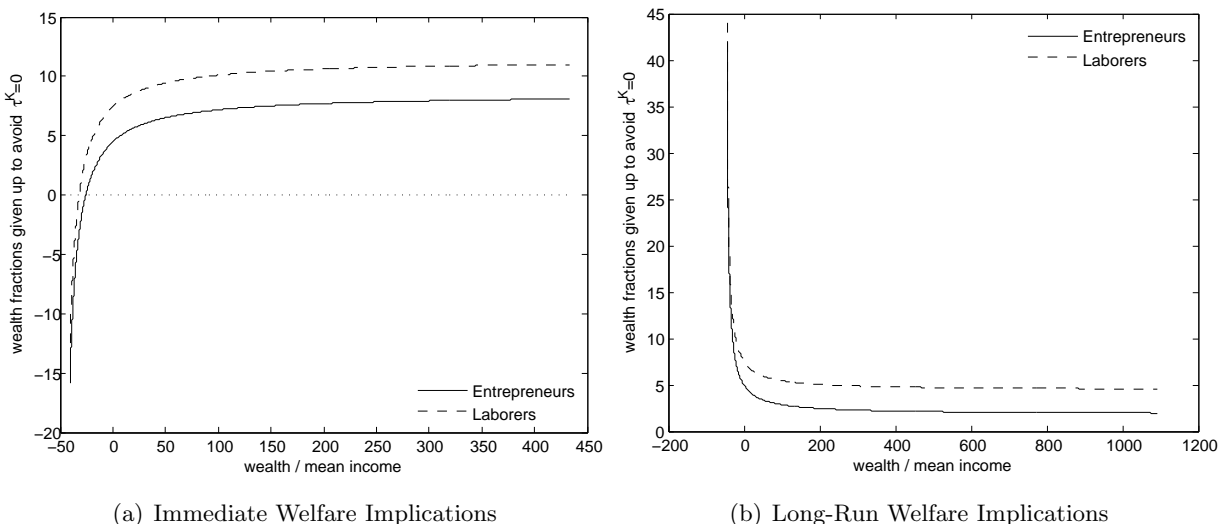 15
10
5
0
−5
−10
−15
−20
wealth fractions given up to avoid τᴷ=0
−50 0 50 100 150 200 250 300 350 400 450
wealth / mean income
Entrepreneurs
Laborers
(a) Immediate Welfare Implications
45
40
35
30
25
20
15
10
5
0
wealth fractions given up to avoid τᴷ=0
−200 0 200 400 600 800 1000 1200
wealth / mean income
Entrepreneurs
Laborers
(b) Long-Run Welfare Implications